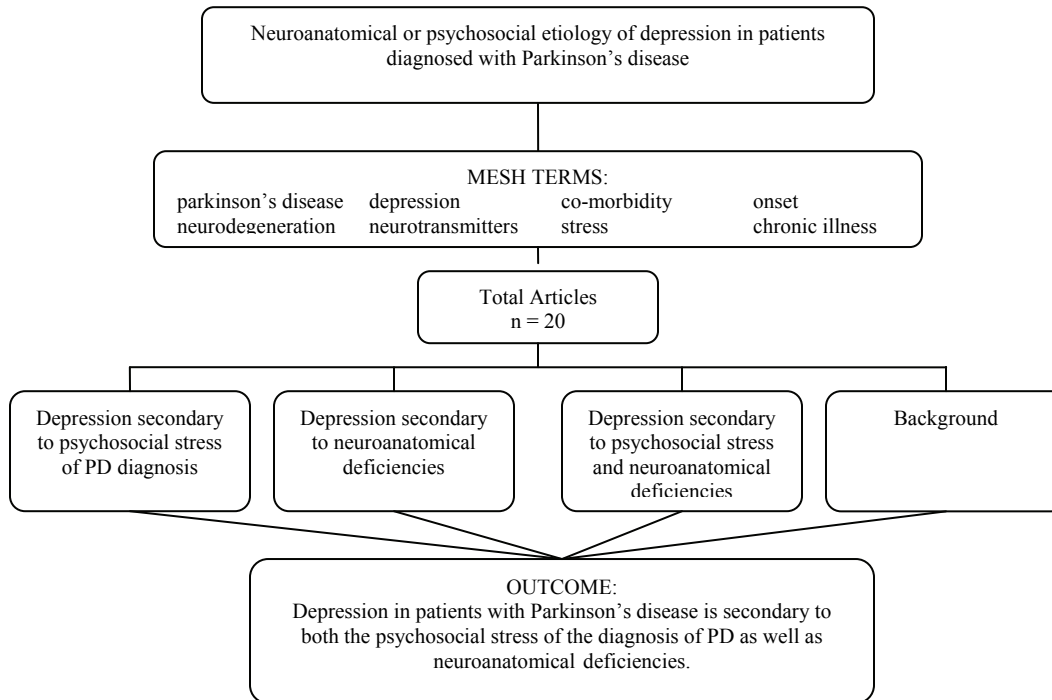 Neuroanatomical or psychosocial etiology of depression in patients
diagnosed with Parkinson's disease
MESH TERMS:
parkinson's disease depression co-morbidity onset
neurodegeneration neurotransmitters stress chronic illness
Total Articles
n = 20
Depression secondary
to psychosocial stress
of PD diagnosis
Depression secondary
to neuroanatomical
deficiencies
Depression secondary
to psychosocial stress
and neuroanatomical
deficiencies
Background
OUTCOME:
Depression in patients with Parkinson's disease is secondary to
both the psychosocial stress of the diagnosis of PD as well as
neuroanatomical deficiencies.